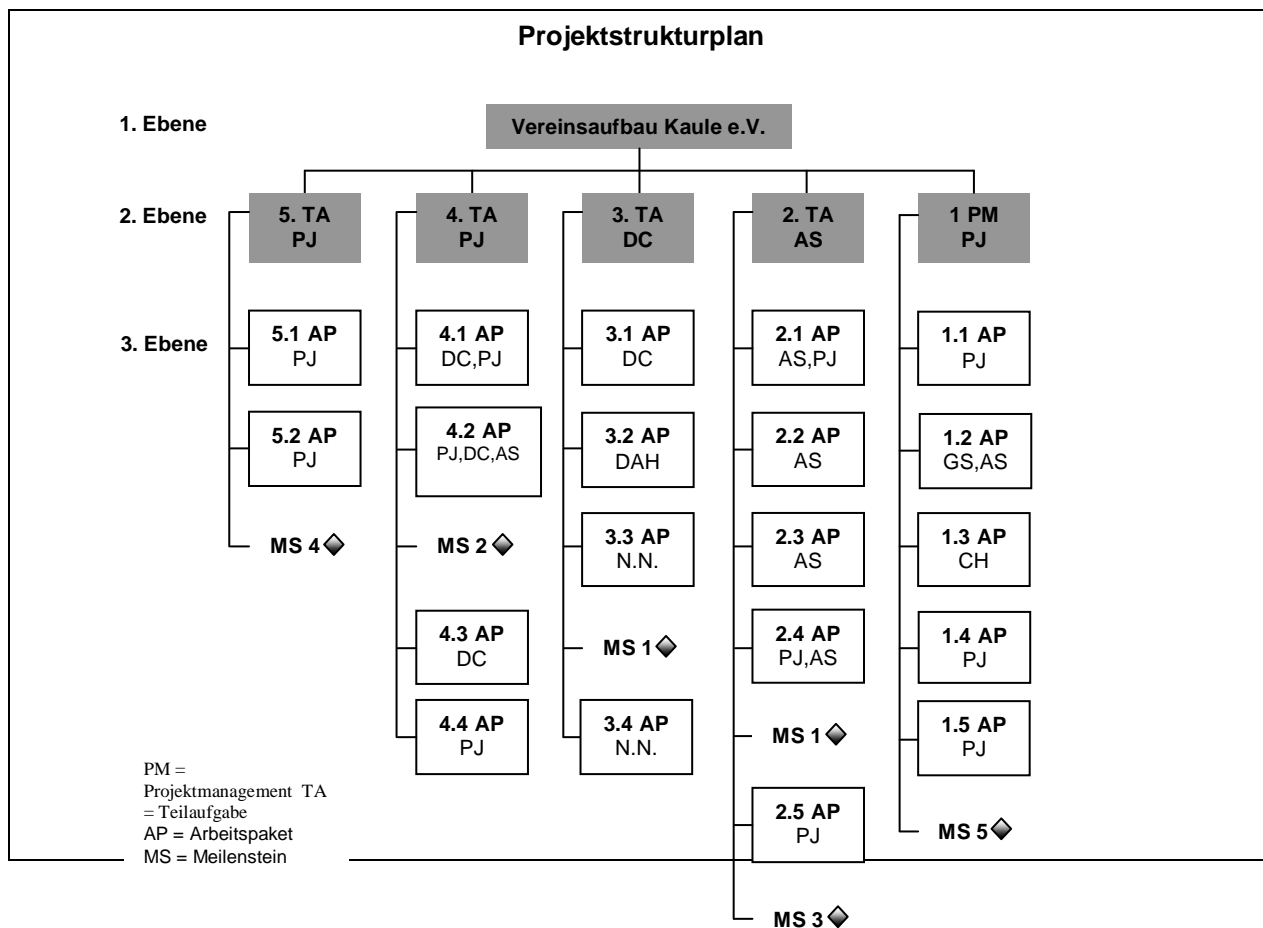 Projektstrukturplan
1. Ebene
Vereinsaufbau Kaule e.V.
2. Ebene
5. TA
PJ
4. TA
PJ
3. TA
DC
2. TA
AS
1 PM
PJ
3. Ebene
5.1 AP
PJ
4.1 AP
DC,PJ
3.1 AP
DC
2.1 AP
AS,PJ
1.1 AP
PJ
5.2 AP
PJ
4.2 AP
PJ,DC,AS
3.2 AP
DAH
2.2 AP
AS
1.2 AP
GS,AS
MS 4
MS 2
3.3 AP
N.N.
2.3 AP
AS
1.3 AP
CH
4.3 AP
DC
MS 1
2.4 AP
PJ,AS
1.4 AP
PJ
4.4 AP
PJ
3.4 AP
N.N.
MS 1
1.5 AP
PJ
2.5 AP
PJ
MS 5
MS 3
PM =
Projektmanagement TA
= Teilaufgabe
AP = Arbeitspaket
MS = Meilenstein